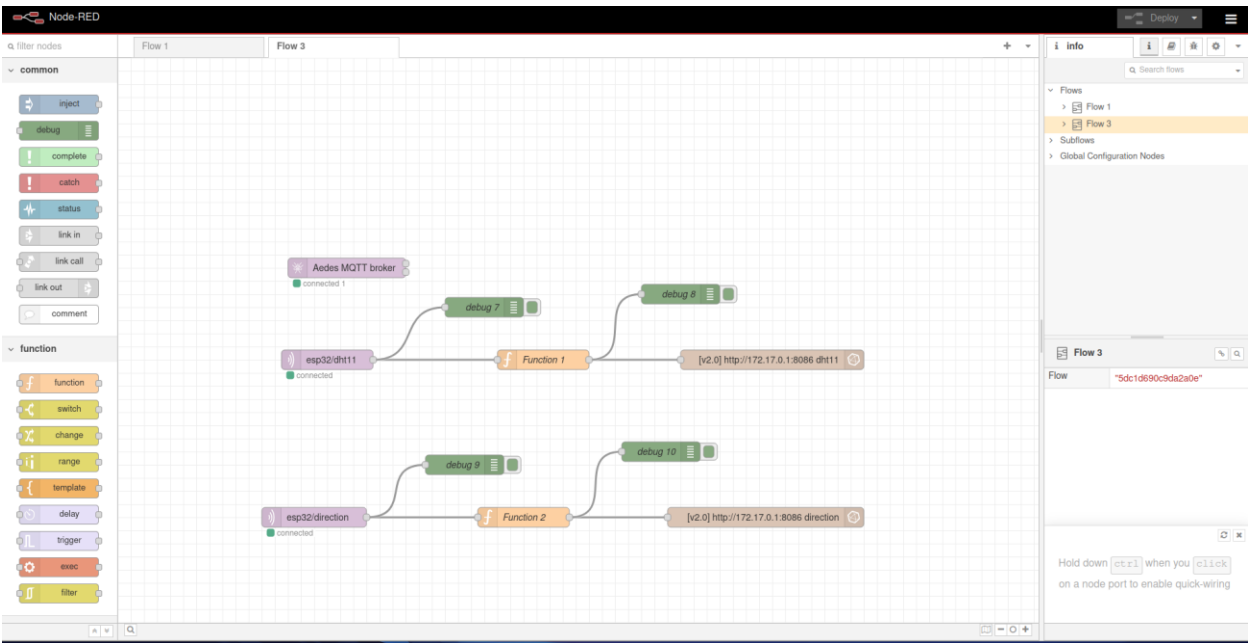 Node-RED
Deploy
filter nodes
Flow 1
Flow 3
i info
i
Search flows
common
inject
debug
complete
catch
status
link in
link call
link out
comment
function
function
switch
change
range
template
delay
trigger
exec
filter
Aedes MQTT broker
connected 1
debug 7
debug 8
esp32/dht11
connected
Function 1
[v2.0] http://172.17.0.1:8086 dht11
debug 9
debug 10
esp32/direction
connected
Function 2
[v2.0] http://172.17.0.1:8086 direction
Flows
Flow 1
Flow 3
Subflows
Global Configuration Nodes
Flow 3
Flow "5dc1d690c9da2a0e"
Hold down ctrl when you click
on a node port to enable quick-wiring